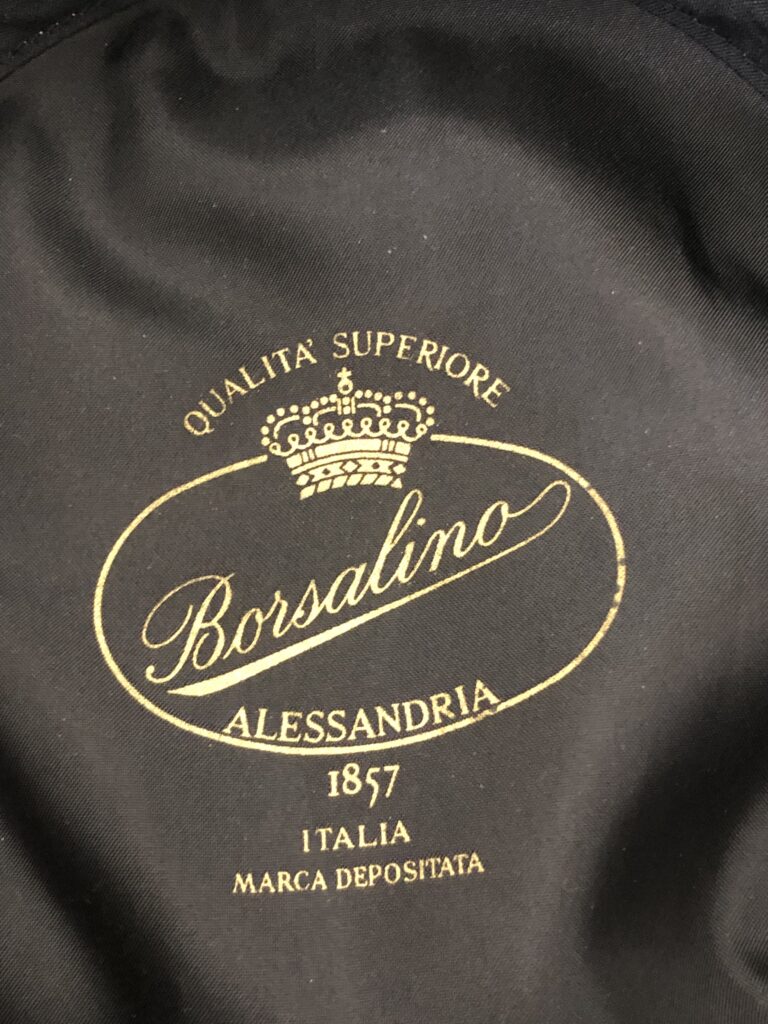 QUALITA' SUPERIORE
Borsalino
ALESSANDRIA
1857
ITALIA
MARCA DEPOSITATA